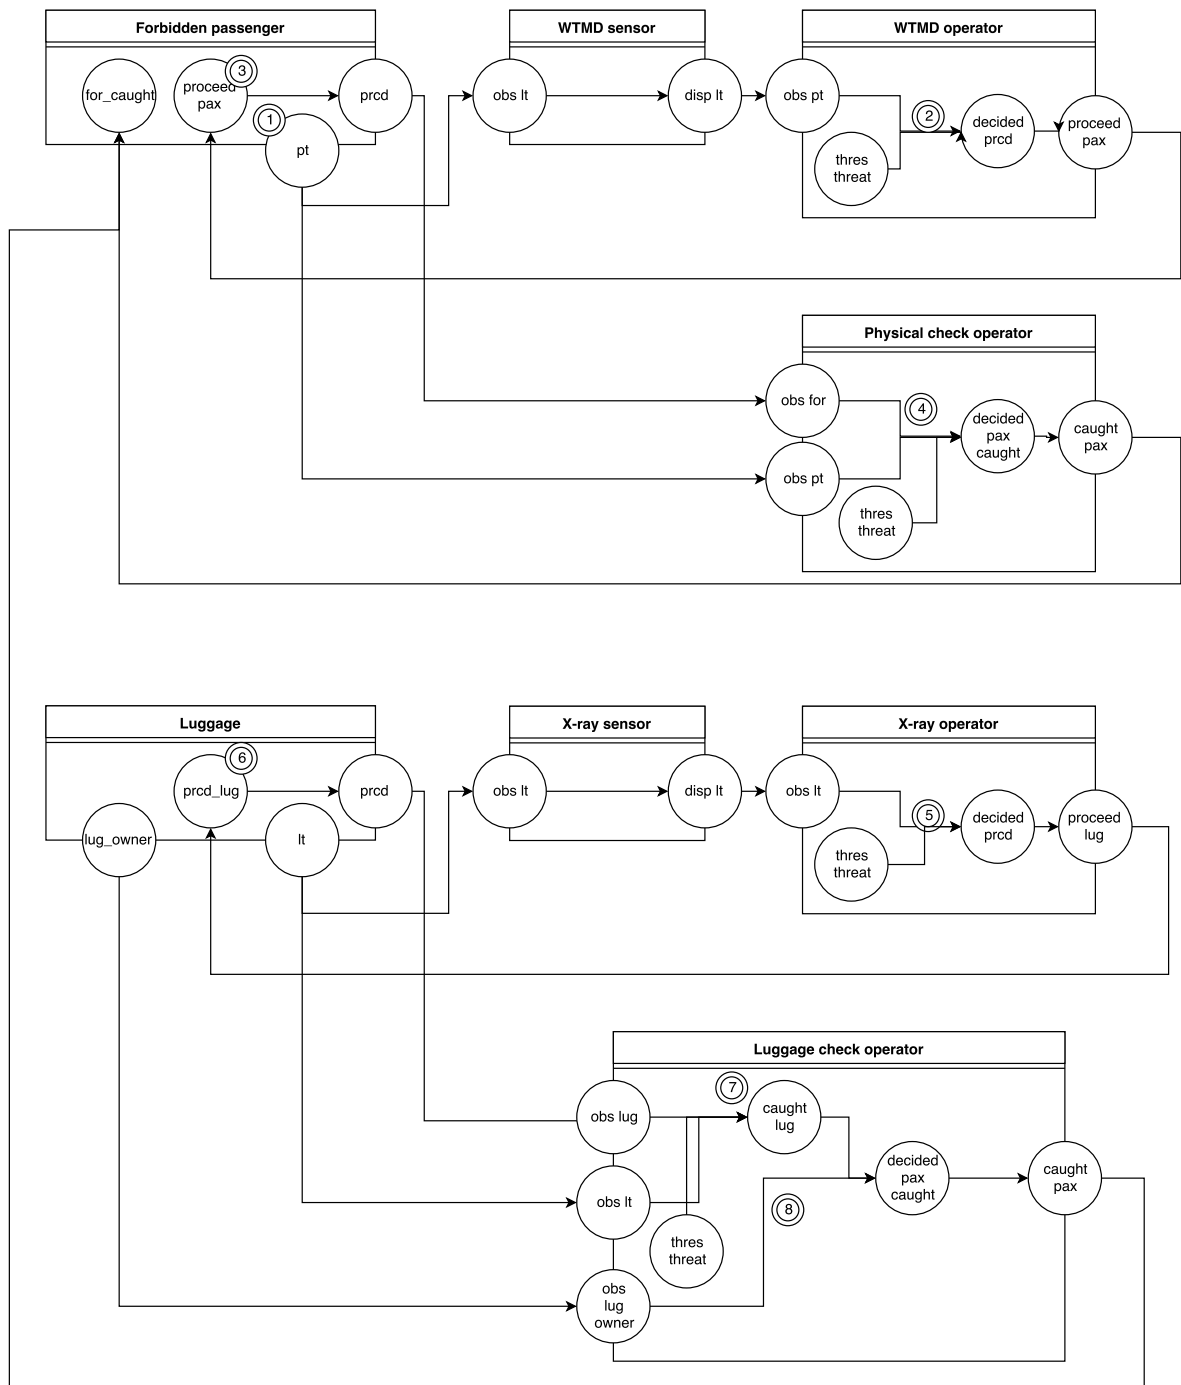 Forbidden passenger
WTMD sensor
WTMD operator
for_caught
proceed
pax
3
prcd
obs lt
disp lt
obs pt
1
pt
2
decided
prcd
proceed
pax
thres
threat
Physical check operator
obs for
4
decided
pax
caught
caught
pax
obs pt
thres
threat
Luggage
X-ray sensor
X-ray operator
6
prcd_lug
prcd
obs lt
disp lt
obs lt
lug_owner
lt
5
decided
prcd
proceed
lug
thres
threat
Luggage check operator
7
obs lug
caught
lug
decided
pax
caught
caught
pax
obs lt
8
thres
threat
obs
lug
owner